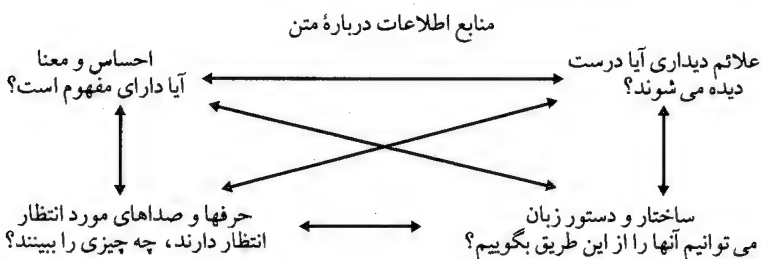 منابع اطلاعات دربارهٔ متن
علائم دیداری آیا درست
دیده می شوند؟
احساس و معنا
آیا دارای مفهوم است؟
ساختار و دستور زبان
می توانیم آنها را از این طریق بگوییم؟
حرفها و صداهای مورد انتظار
انتظار دارند، چه چیزی را ببینند؟